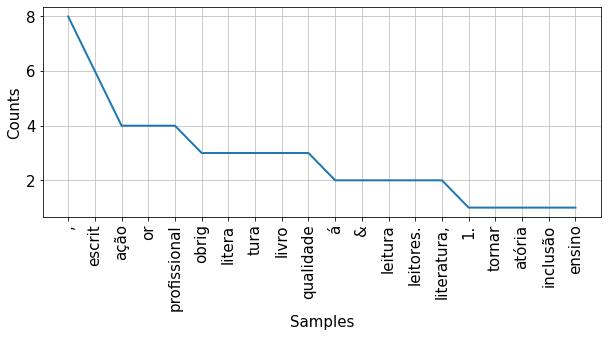 8
6
4
2
Counts
,
escrit
ação
or
profissional
obrig
litera
tura
livro
qualidade
á
&
leitura
leitores.
literatura,
1.
tornar
atória
inclusão
ensino
Samples